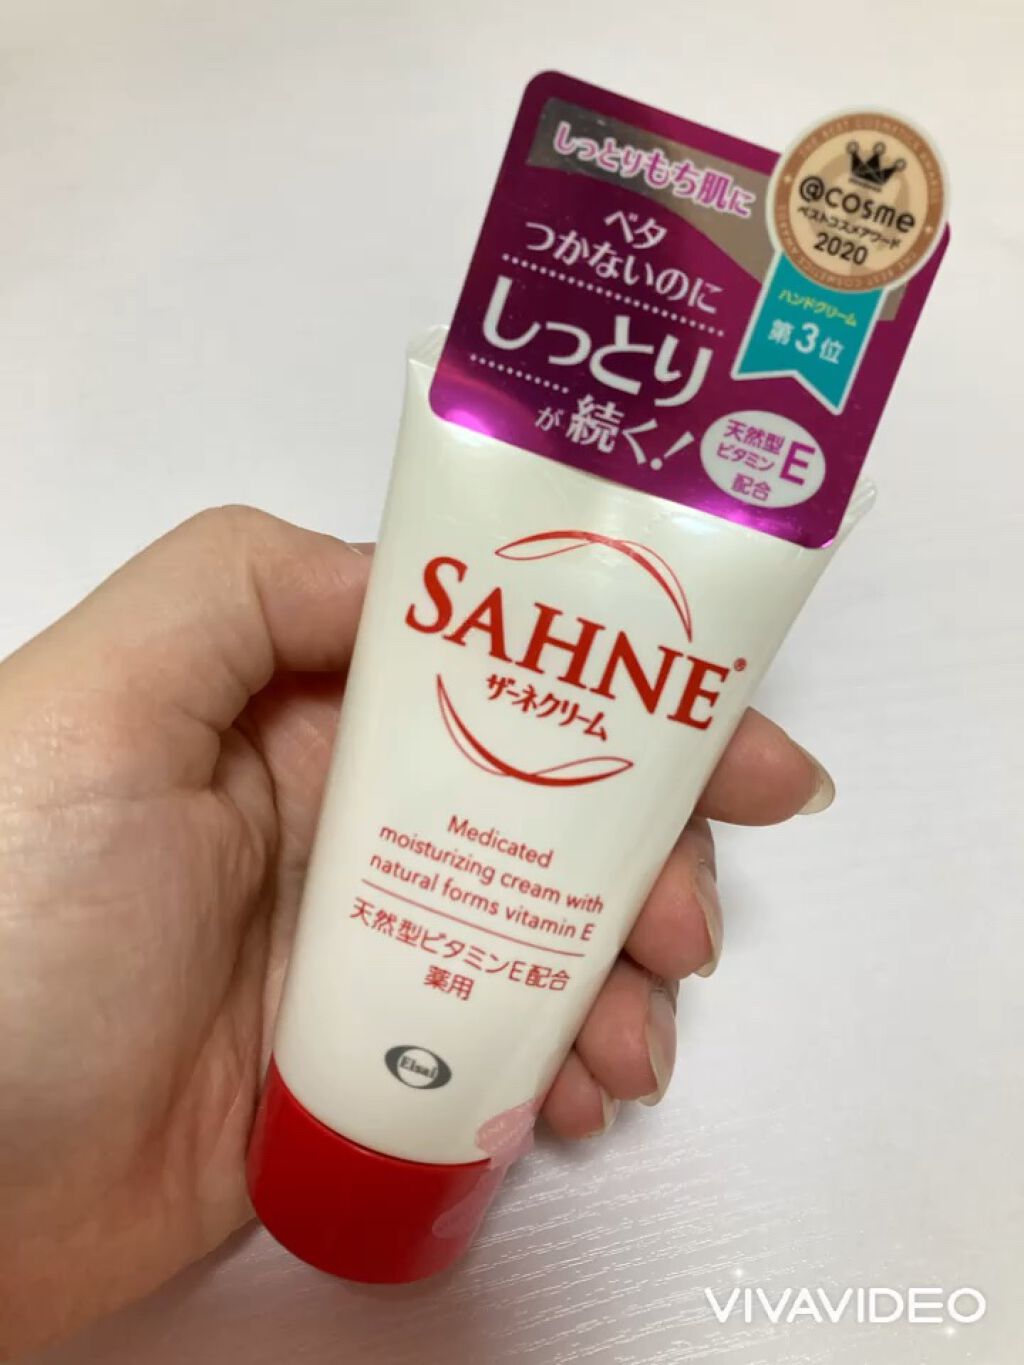 しっとりもち肌に
ベタ
つかないのに
しっとり
が続く!
@cosme
ベストコスメアワード
2020
ハンドクリーム
第3位
天然型
ビタミンE
配合
SAHNE®
ザーネクリーム
Medicated
moisturizing cream with
natural forms vitamin E
天然型ビタミンE配合
薬用
Eisai
VIVAVIDEO